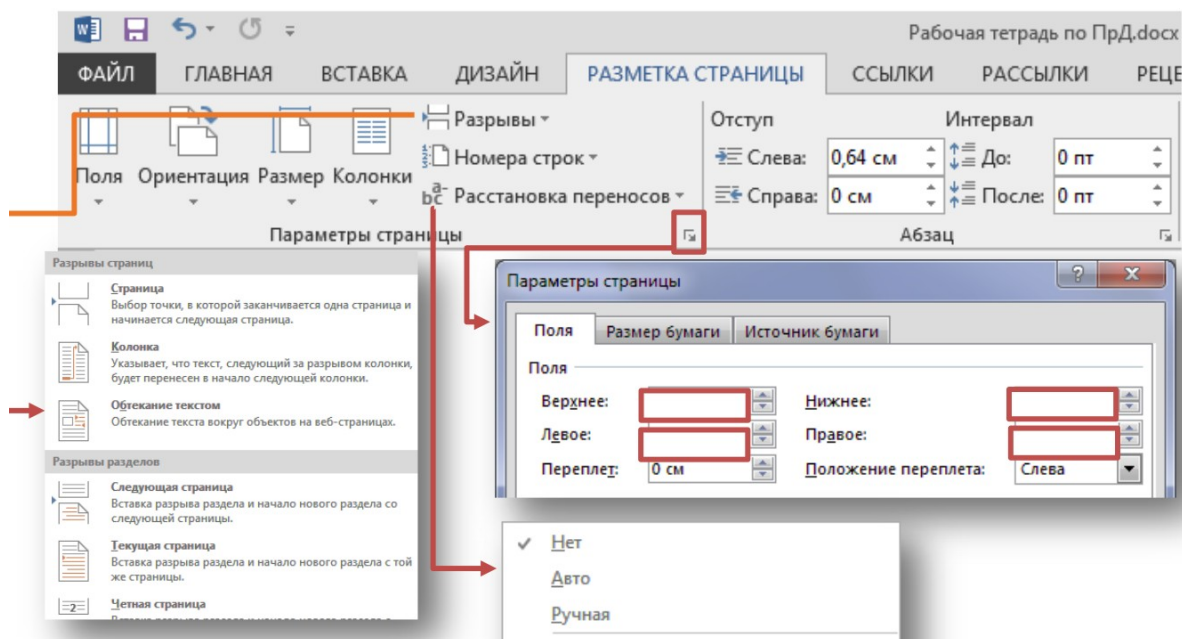 Рабочая тетрадь по ПрД.docx
ФАЙЛ ГЛАВНАЯ ВСТАВКА ДИЗАЙН РАЗМЕТКА СТРАНИЦЫ ССЫЛКИ РАССЫЛКИ РЕЦЕ
Поля Ориентация Размер Колонки
Разрывы
Номера строк
Расстановка переносов
Параметры страницы
Отступ Интервал
Слева: 0,64 см До: 0 пт
Справа: 0 см После: 0 пт
Абзац
Разрывы страниц
Страница
Выбор точки, в которой заканчивается одна страница и
начинается следующая страница.
Колонка
Указывает, что текст, следующий за разрывом колонки,
будет перенесен в начало следующей колонки.
Обтекание текстом
Обтекание текста вокруг объектов на веб-страницах.
Разрывы разделов
Следующая страница
Вставка разрыва раздела и начало нового раздела со
следующей страницы.
Текущая страница
Вставка разрыва раздела и начало нового раздела с той
же страницы.
Четная страница
Параметры страницы
Поля Размер бумаги Источник бумаги
Поля
Верхнее: Нижнее:
Левое: Правое:
Переплет: 0 см Положение переплета: Слева
Нет
Авто
Ручная